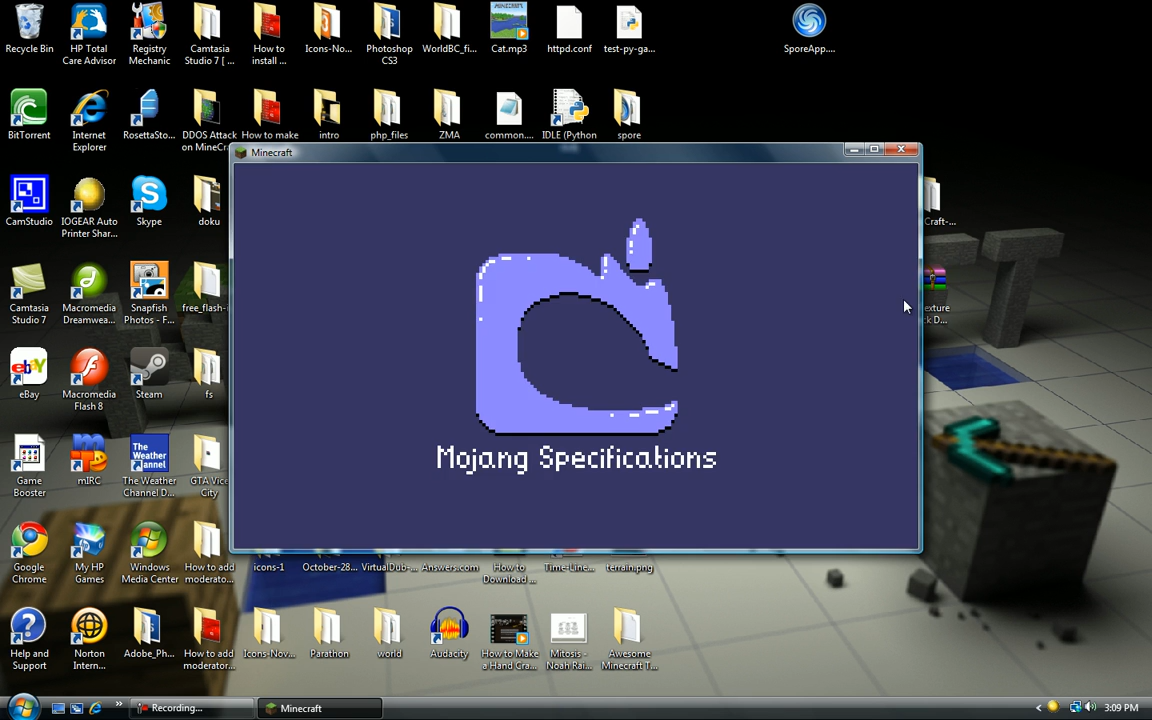 Recycle Bin
HP Total
Care Advisor
Registry
Mechanic
Camtasia
Studio 7 [ ...
How to
install ...
Icons-No...
Photoshop
CS3
WorldBC_fi...
Cat.mp3
httpd.conf
test-py-ga...
SporeApp....
BitTorrent
Internet
Explorer
RosettaSto...
DDOS Attack
on MineCr
How to make
intro
php_files
ZMA
common....
IDLE (Python
spore
Minecraft
CamStudio
IOGEAR Auto
Printer Shar...
Skype
doku
Craft-...
Camtasia
Studio 7
Macromedia
Dreamwea...
Snapfish
Photos - F...
free_flash-i
exture
ck D...
eBay
Macromedia
Flash 8
Steam
fs
Mojang Specifications
Game
Booster
mIRC
The
Weather
Channel
The Weather
Channel D...
GTA Vice
City
Google
Chrome
My HP
Games
Windows
Media Center
How to add
moderato...
icons-1
October-28...
VirtualDub-...
Answers.com
How to
Download ...
Time-Line...
terrain.png
Help and
Support
Norton
Intern...
Adobe_Ph...
How to add
moderator...
Icons-Nov...
Parathon
world
Audacity
How to Make
a Hand Cra...
Mitosis -
Noah Rai...
Awesome
Minecraft T...
Recording...
Minecraft
3:09 PM